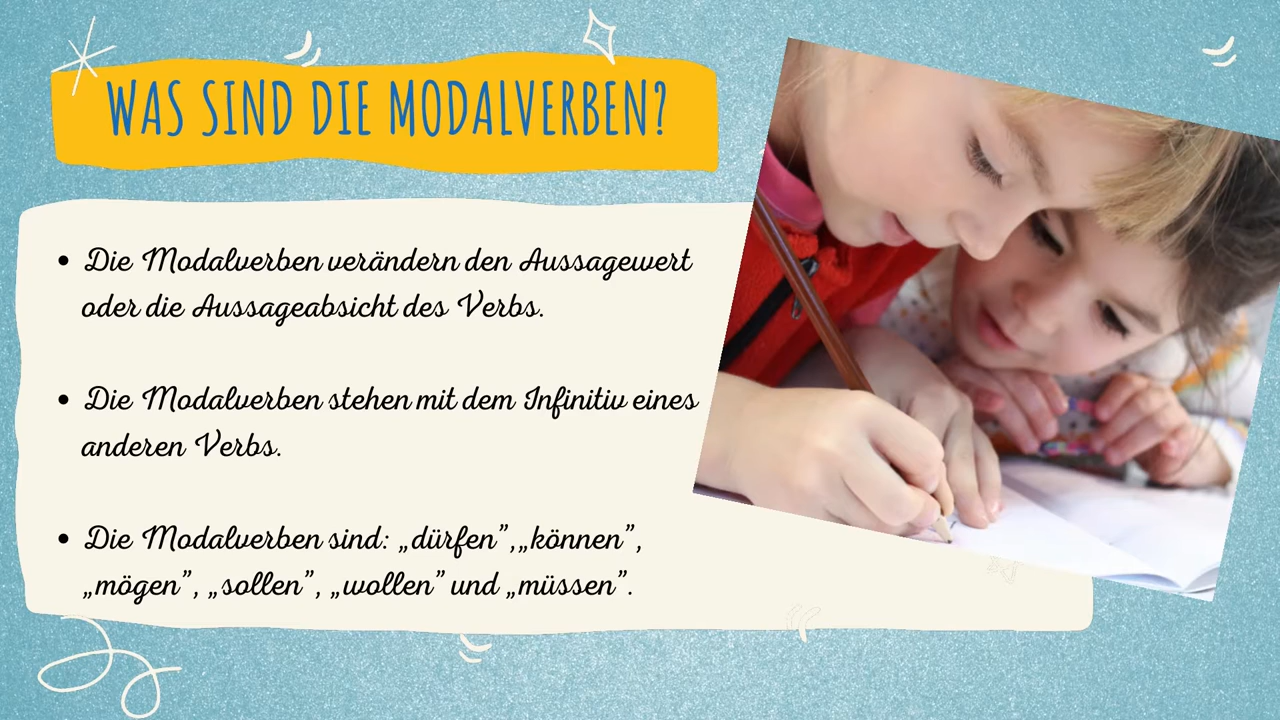 WAS SIND DIE MODALVERBEN?
• Die Modalverben verändern den Aussagewert
oder die Aussageabsicht des Verbs.
• Die Modalverben stehen mit dem Infinitiv eines
anderen Verbs.
• Die Modalverben sind: „dürfen”,„können”,
„mögen”, „sollen”, „wollen” und „müssen”.